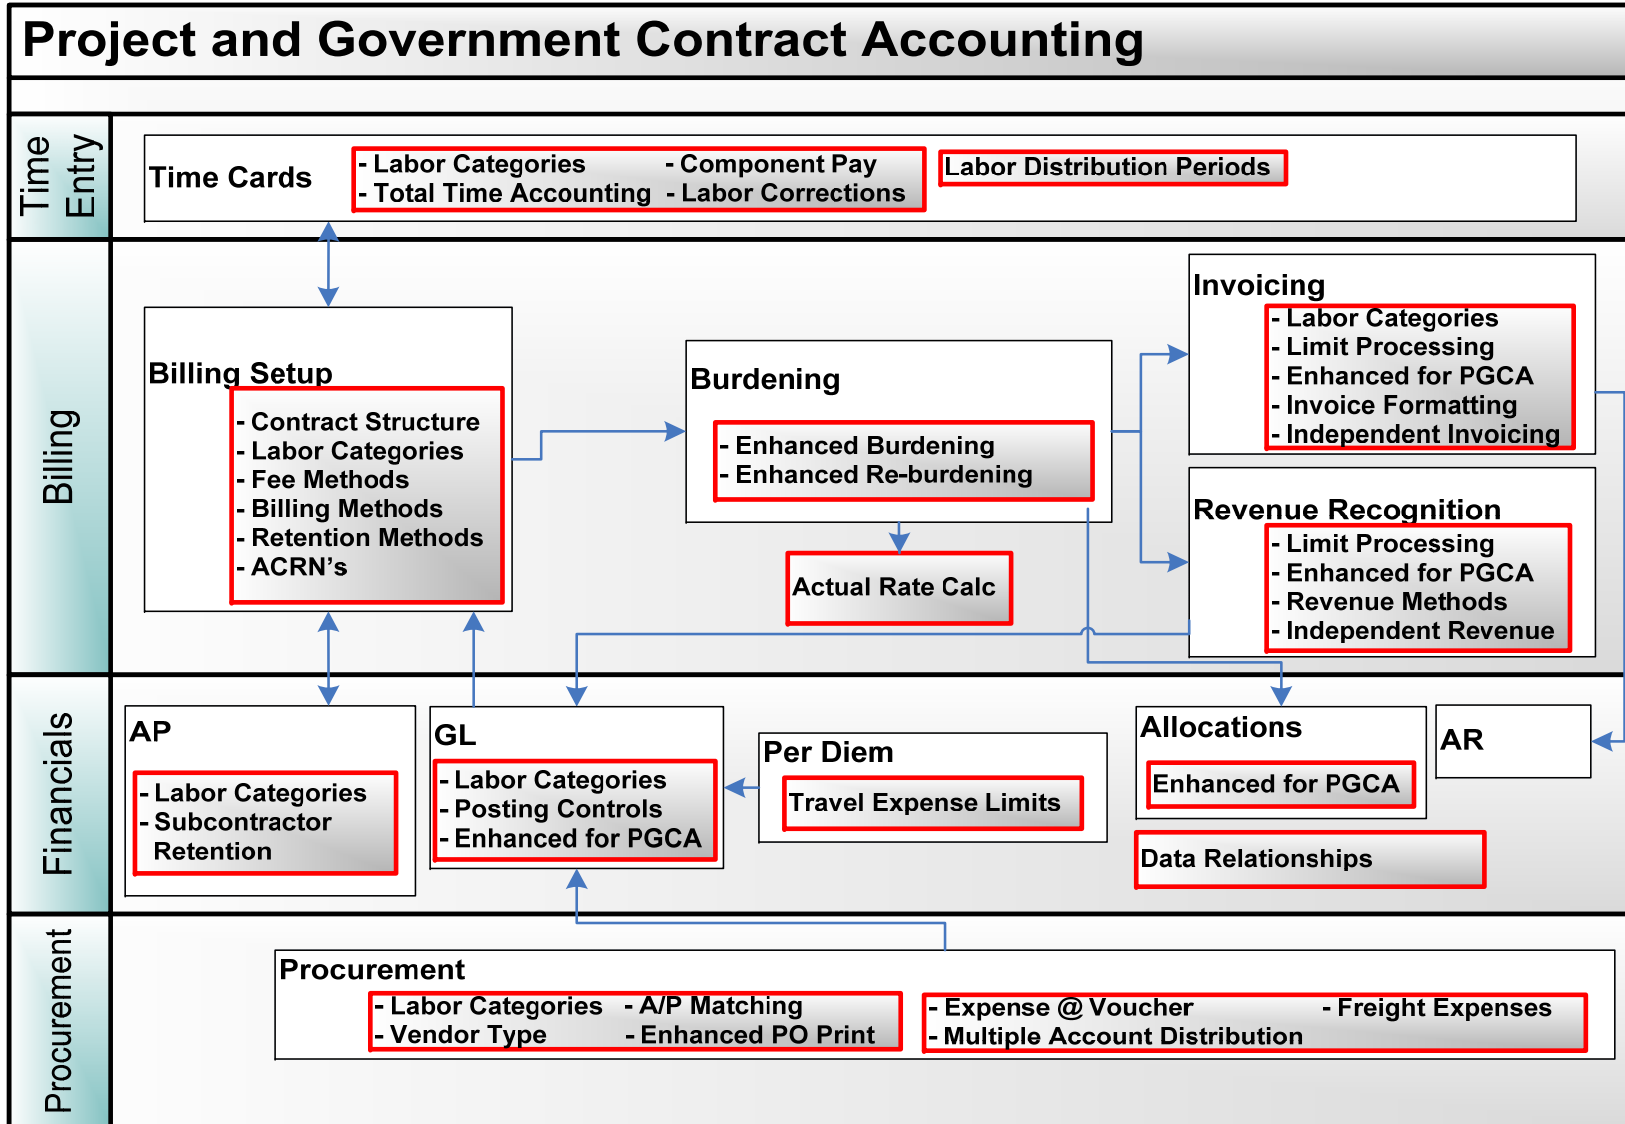 Project and Government Contract Accounting
Time
Entry
Time Cards
- Labor Categories
- Component Pay
- Total Time Accounting
- Labor Corrections
Labor Distribution Periods
Billing
Billing Setup
- Contract Structure
- Labor Categories
- Fee Methods
- Billing Methods
- Retention Methods
- ACRN's
Burdening
- Enhanced Burdening
- Enhanced Re-burdening
Actual Rate Calc
Invoicing
- Labor Categories
- Limit Processing
- Enhanced for PGCA
- Invoice Formatting
- Independent Invoicing
Revenue Recognition
- Limit Processing
- Enhanced for PGCA
- Revenue Methods
- Independent Revenue
Financials
AP
- Labor Categories
- Subcontractor
Retention
GL
- Labor Categories
- Posting Controls
- Enhanced for PGCA
Per Diem
Travel Expense Limits
Allocations
Enhanced for PGCA
AR
Data Relationships
Procurement
Procurement
- Labor Categories
- A/P Matching
- Vendor Type
- Enhanced PO Print
- Expense @ Voucher
- Freight Expenses
- Multiple Account Distribution